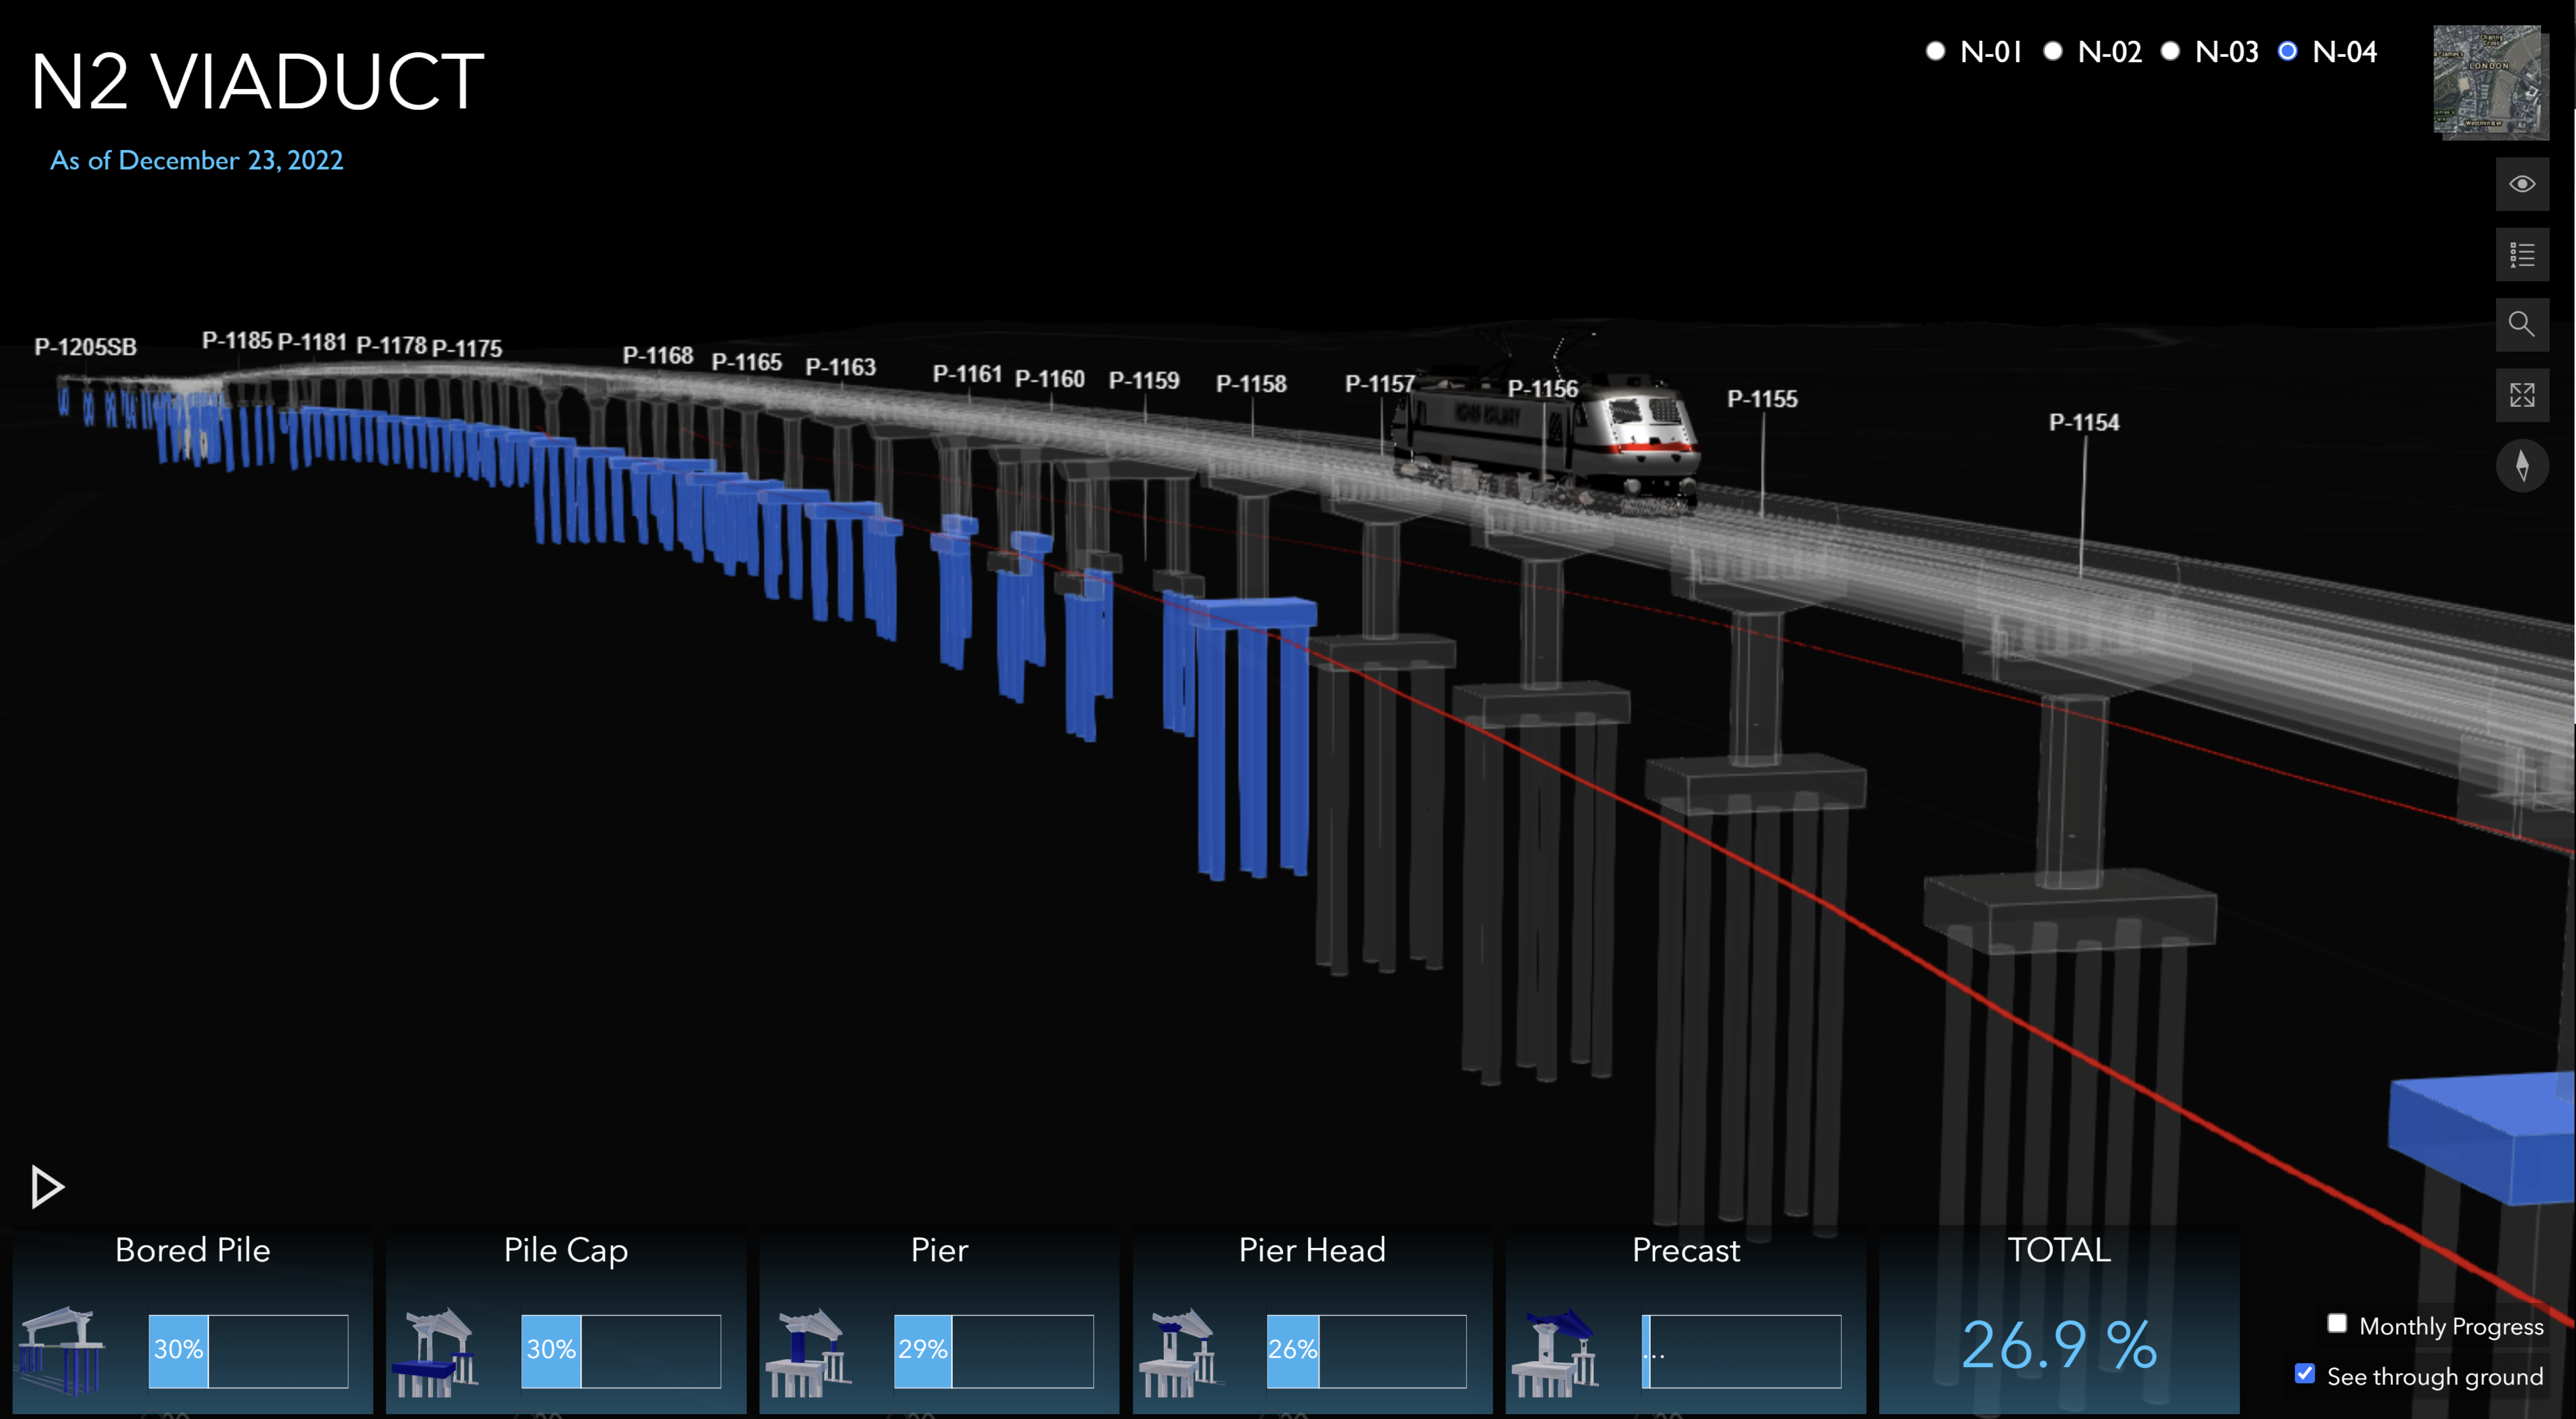 N2 VIADUCT
As of December 23, 2022
N-01 N-02 N-03 N-04
LONDON
Westminster
P-1205SB P-1185 P-1181 P-1178 P-1175 P-1168 P-1165 P-1163 P-1161 P-1160 P-1159 P-1158 P-1157 P-1156 P-1155 P-1154
Bored Pile
30%
Pile Cap
30%
Pier
29%
Pier Head
26%
Precast
...
TOTAL
26.9 %
Monthly Progress
See through ground